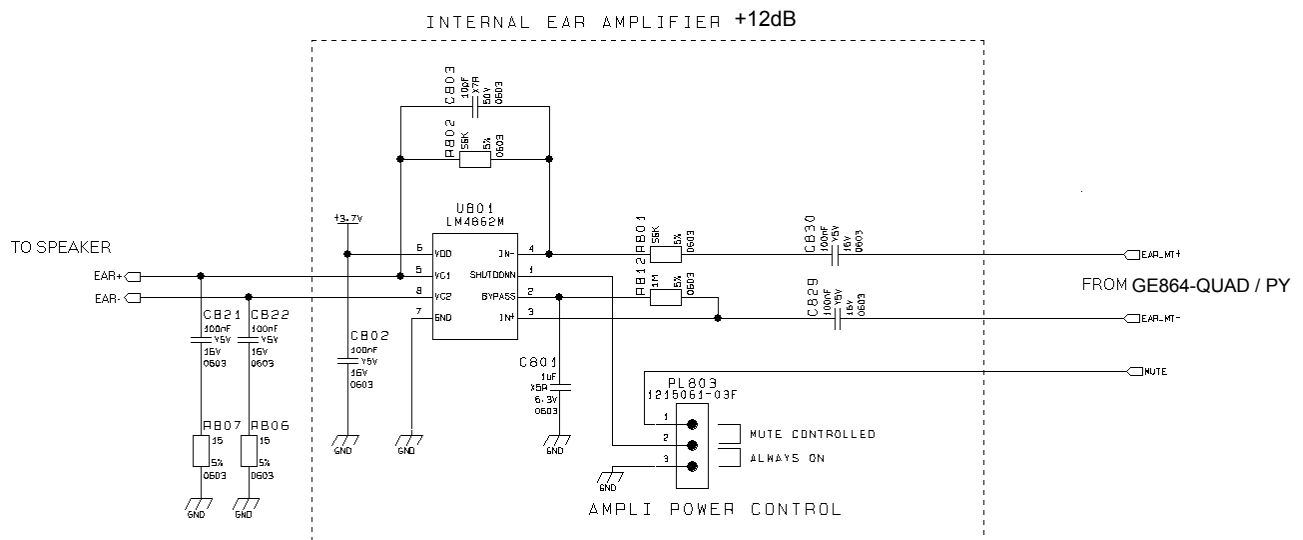 INTERNAL EAR AMPLIFIER +12dB
C803
10pF
X7R
50V
0603
R802
56K
5%
0603
+3.7V
U801
LM4862M
6 VDD IN- 4
5 VO1 SHUTDOWN 1
8 VO2 BYPASS 2
7 GND IN+ 3
R801
56K
5%
0603
R812
1M
5%
0603
C830
100nF
Y5V
16V
0603
C829
100nF
Y5V
16V
0603
TO SPEAKER
EAR+
EAR-
EAR_MT+
FROM GE864-QUAD / PY
EAR_MT-
MUTE
C821
100nF
Y5V
16V
0603
C822
100nF
Y5V
16V
0603
C802
100nF
Y5V
16V
0603
C801
1uF
X5R
6.3V
0603
PL803
1215061-03F
1
2
3
MUTE CONTROLLED
ALWAYS ON
R807
15
5%
0603
R806
15
5%
0603
GND
GND
GND
GND
GND
GND
AMPLI POWER CONTROL